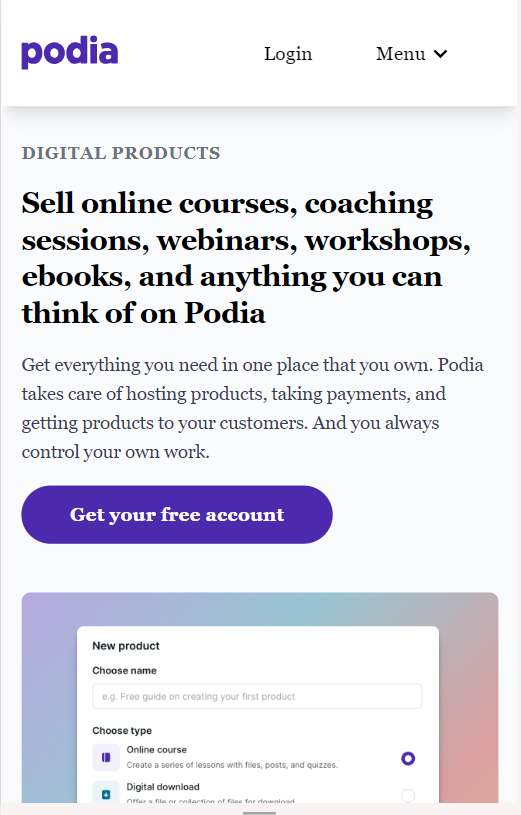 podia
Login
Menu
DIGITAL PRODUCTS
Sell online courses, coaching
sessions, webinars, workshops,
ebooks, and anything you can
think of on Podia
Get everything you need in one place that you own. Podia
takes care of hosting products, taking payments, and
getting products to your customers. And you always
control your own work.
Get your free account
New product
Choose name
e.g. Free guide on creating your first product
Choose type
Online course
Create a series of lessons with files, posts, and quizzes.
Digital download
Offer a file or collection of files for download